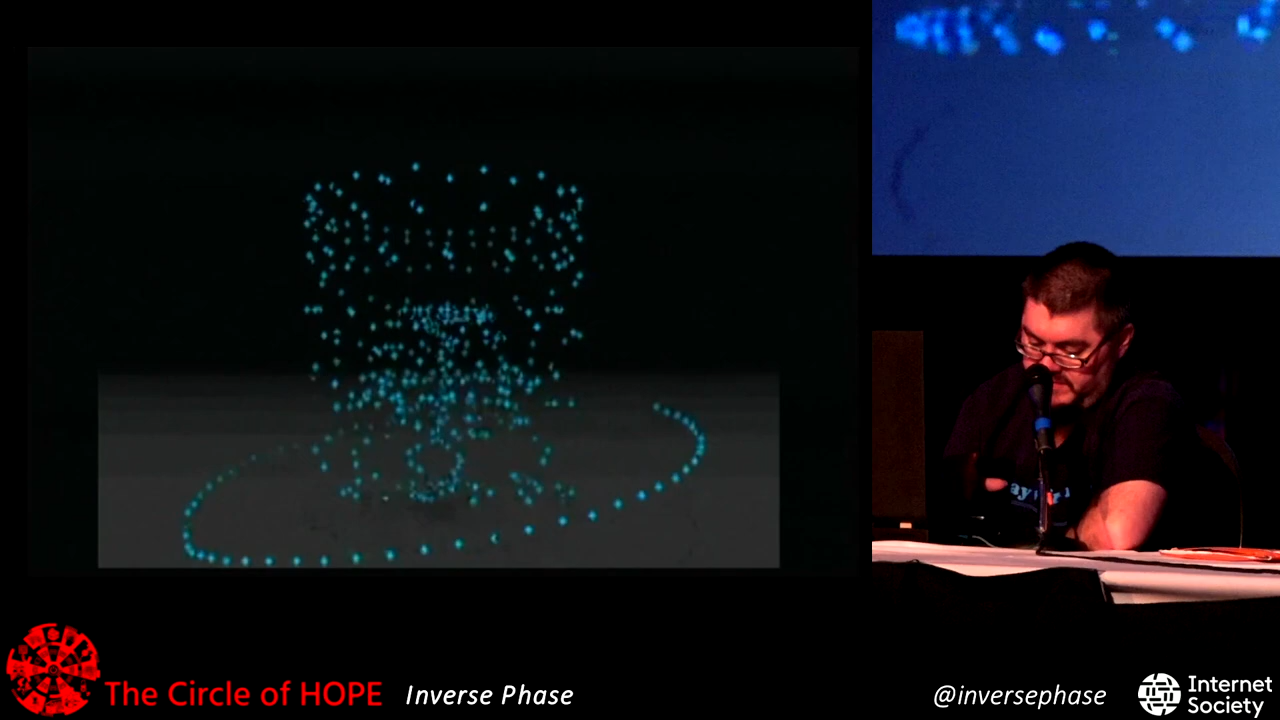 The Circle of HOPE
Inverse Phase
@inversephase
Internet
Society